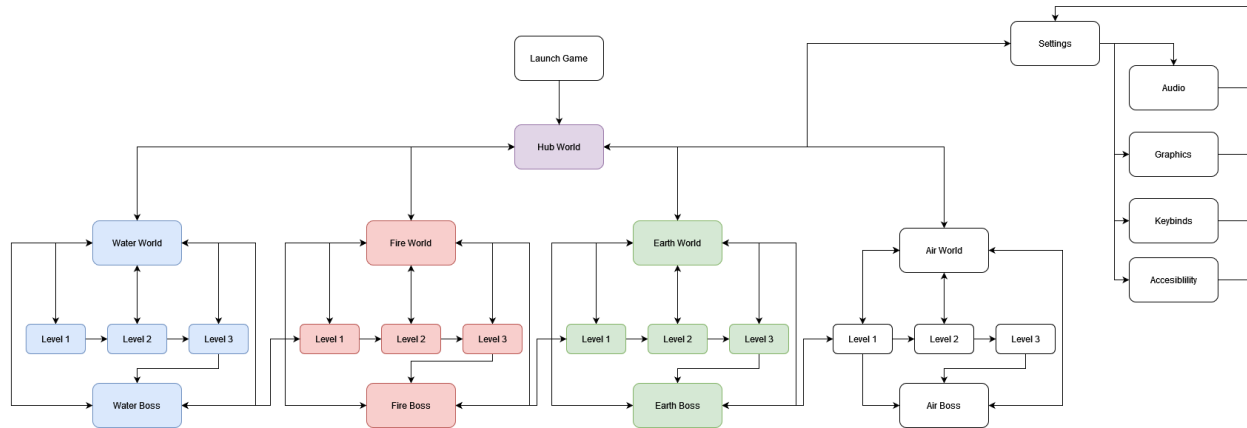 Launch Game
Settings
Audio
Hub World
Graphics
Keybinds
Water World
Fire World
Earth World
Air World
Accesiblility
Level 1
Level 2
Level 3
Level 1
Level 2
Level 3
Level 1
Level 2
Level 3
Level 1
Level 2
Level 3
Water Boss
Fire Boss
Earth Boss
Air Boss